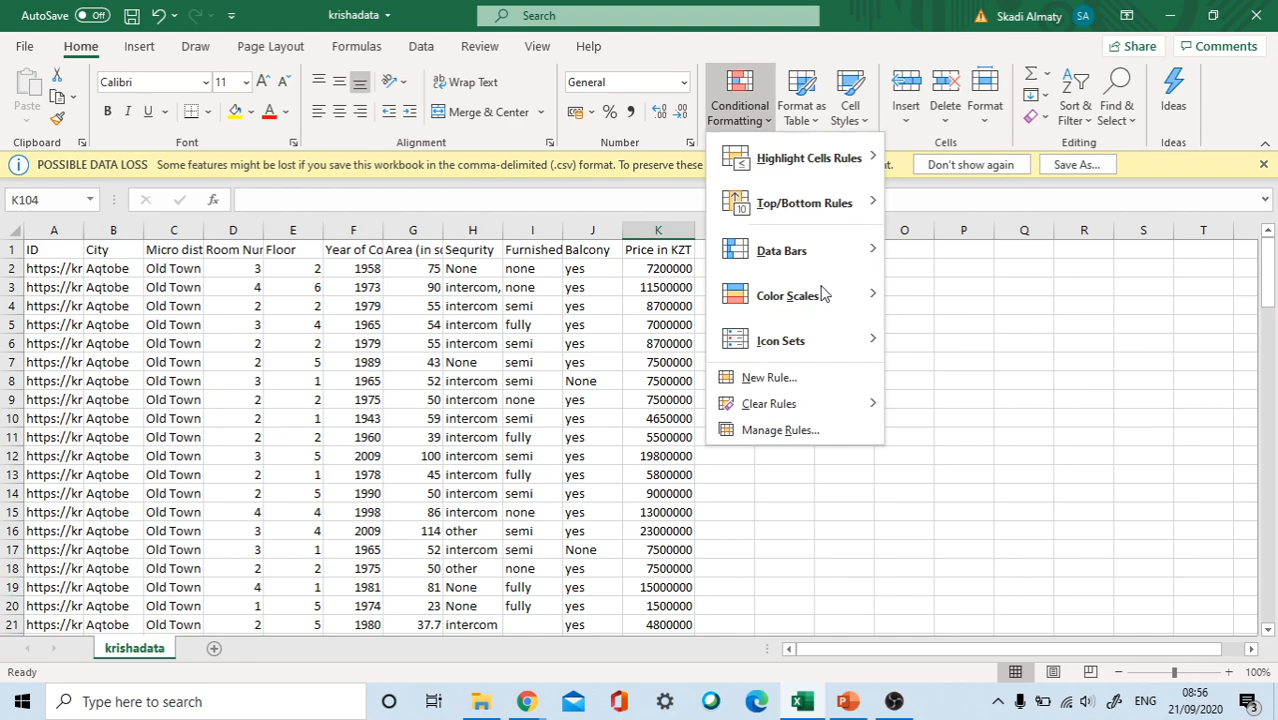 AutoSave Off krishadata Search Skadi Almaty SA
File Home Insert Draw Page Layout Formulas Data Review View Help Share Comments
Paste Calibri 11 Wrap Text General Conditional Formatting Format as Table Cell Styles Insert Delete Format Sort & Filter Find & Select Ideas
B I U A Merge & Center % 9
Clipboard Font Alignment Number Cells Editing Ideas
POSSIBLE DATA LOSS Some features might be lost if you save this workbook in the comma-delimited (.csv) format. To preserve these t. Don't show again Save As...
K104 fx
Highlight Cells Rules
Top/Bottom Rules
Data Bars
Color Scales
Icon Sets
New Rule...
Clear Rules
Manage Rules...
A B C D E F G H I J K O P Q R S T
1 ID City Micro dist Room Nur Floor Year of Co Area (in sc Sequrity Furnished Balcony Price in KZT
2 https://kr Aqtobe Old Town 3 2 1958 75 None none yes 7200000
3 https://kr Aqtobe Old Town 4 6 1973 90 intercom, none yes 11500000
4 https://kr Aqtobe Old Town 2 2 1979 55 intercom semi yes 8700000
5 https://kr Aqtobe Old Town 3 4 1965 54 intercom fully yes 7000000
6 https://kr Aqtobe Old Town 2 2 1979 55 intercom semi yes 8700000
7 https://kr Aqtobe Old Town 2 5 1989 43 None semi yes 7500000
8 https://kr Aqtobe Old Town 3 1 1965 52 intercom semi None 7500000
9 https://kr Aqtobe Old Town 2 2 1975 50 intercom none yes 7500000
10 https://kr Aqtobe Old Town 2 1 1943 59 intercom semi yes 4650000
11 https://kr Aqtobe Old Town 2 2 1960 39 intercom fully yes 5500000
12 https://kr Aqtobe Old Town 3 5 2009 100 intercom semi yes 19800000
13 https://kr Aqtobe Old Town 2 1 1978 45 intercom fully yes 5800000
14 https://kr Aqtobe Old Town 2 5 1990 50 intercom semi yes 9000000
15 https://kr Aqtobe Old Town 4 4 1998 86 intercom none yes 13000000
16 https://kr Aqtobe Old Town 3 4 2009 114 other semi yes 23000000
17 https://kr Aqtobe Old Town 3 1 1965 52 intercom semi None 7500000
18 https://kr Aqtobe Old Town 2 2 1975 50 other none yes 7500000
19 https://kr Aqtobe Old Town 4 1 1981 81 None fully yes 15000000
20 https://kr Aqtobe Old Town 1 5 1974 23 None fully yes 1500000
21 https://kr Aqtobe Old Town 2 5 1980 37.7 intercom yes 4800000
krishadata
Ready 100%
Type here to search ENG 08:56
21/09/2020 3